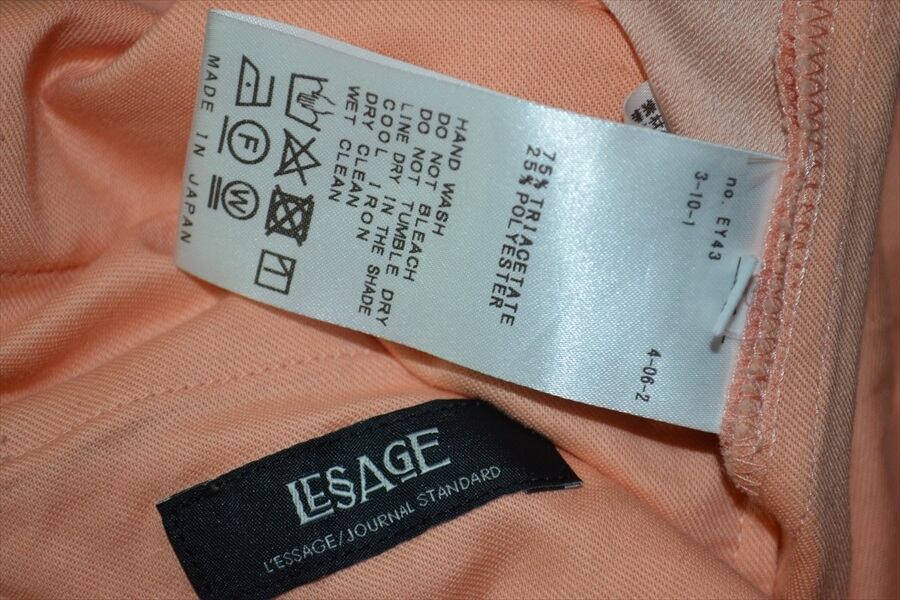 no. EY43
3-10-1
4-06-2
75% TRIACETATE
25% POLYESTER
HAND WASH
DO NOT BLEACH
DO NOT TUMBLE DRY
LINE DRY IN THE SHADE
COOL IRON
DRY CLEAN
WET CLEAN
F
W
MADE IN JAPAN
L'ESSAGE
L'ESSAGE/JOURNAL STANDARD